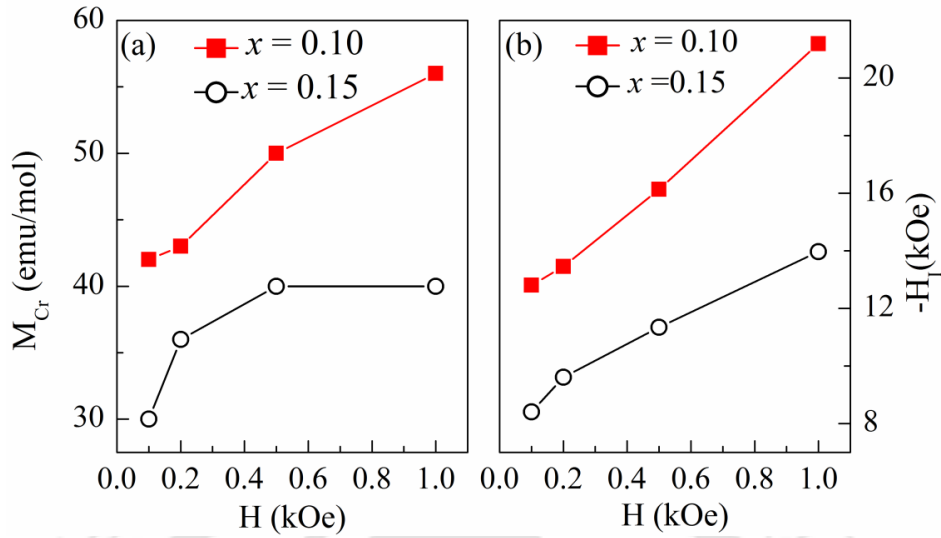 (a)
x = 0.10
x = 0.15
60
50
40
30
M_Cr (emu/mol)
0.0 0.2 0.4 0.6 0.8 1.0
H (kOe)
(b)
x = 0.10
x =0.15
20
16
12
8
-H_I (kOe)
0.0 0.2 0.4 0.6 0.8 1.0
H (kOe)